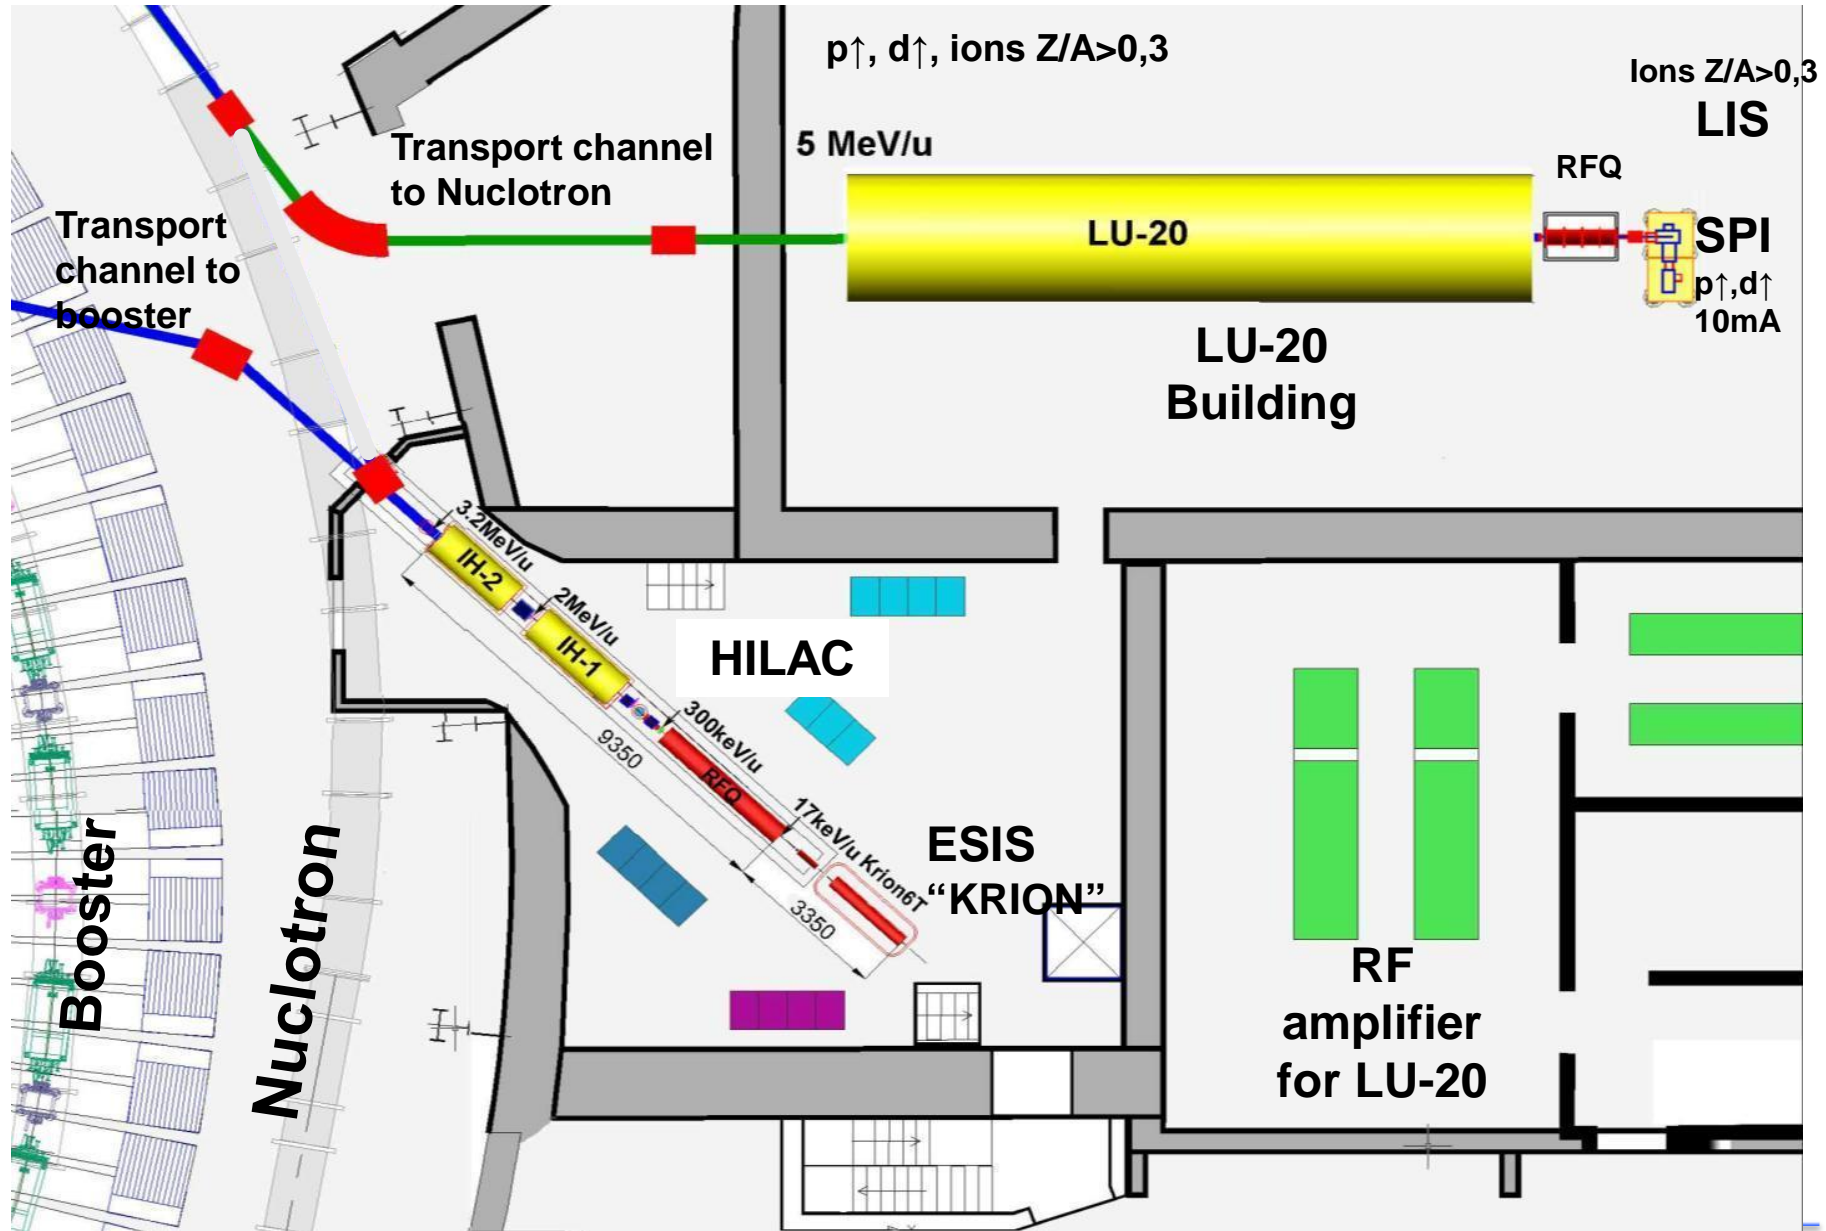 p↑, d↑, ions Z/A>0,3
Ions Z/A>0,3
LIS
5 MeV/u
RFQ
Transport channel
to Nuclotron
LU-20
SPI
p↑,d↑
10mA
Transport
channel to
booster
LU-20
Building
3.2MeV/u
IH-2
2MeV/u
IH-1
HILAC
300keV/u
9350
RFQ
17keV/u Krion6T
3350
ESIS
“KRION”
Booster
Nuclotron
RF
amplifier
for LU-20